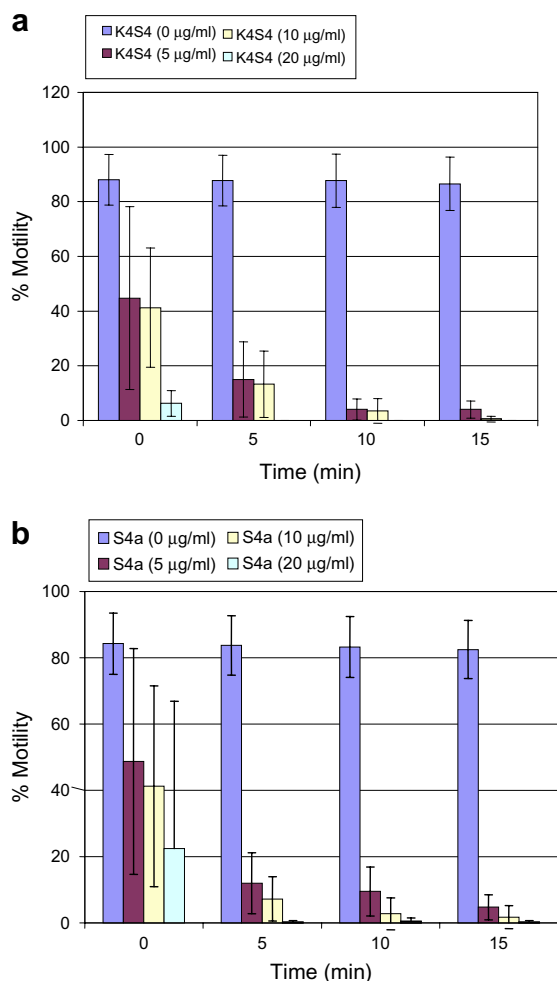 a
K4S4 (0 μg/ml) K4S4 (10 μg/ml)
K4S4 (5 μg/ml) K4S4 (20 μg/ml)
120
100
80
60
40
20
0
% Motility
0 5 10 15
Time (min)
b
S4a (0 μg/ml) S4a (10 μg/ml)
S4a (5 μg/ml) S4a (20 μg/ml)
100
80
60
40
20
0
% Motility
0 5 10 15
Time (min)